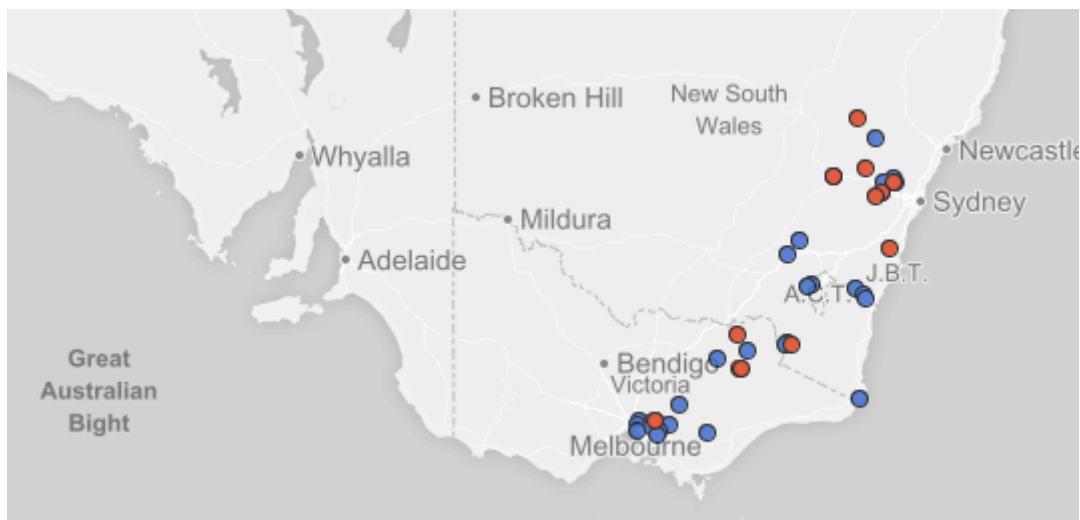 Broken Hill
New South
Wales
Newcastle
Whyalla
Sydney
Mildura
Adelaide
J.B.T.
A.C.T.
Great
Australian
Bight
Bendigo
Victoria
Melbourne